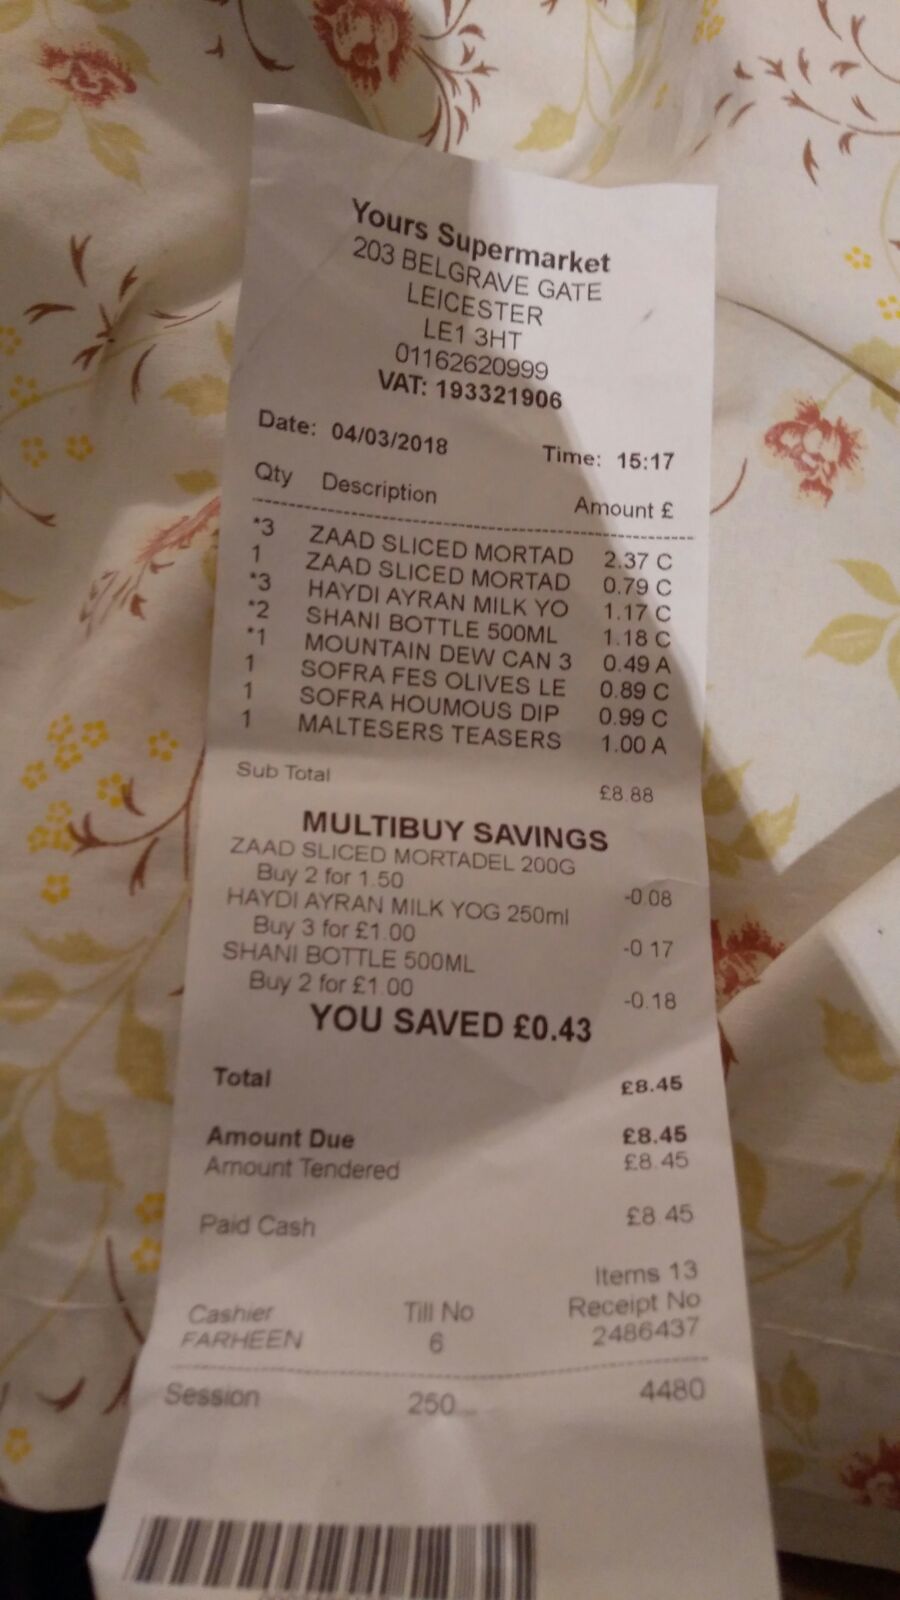 Yours Supermarket
203 BELGRAVE GATE
LEICESTER
LE1 3HT
01162620999
VAT: 193321906
Date: 04/03/2018 Time: 15:17
Qty Description Amount £
*3 ZAAD SLICED MORTAD 2.37 C
1 ZAAD SLICED MORTAD 0.79 C
*3 HAYDI AYRAN MILK YO 1.17 C
*2 SHANI BOTTLE 500ML 1.18 C
*1 MOUNTAIN DEW CAN 3 0.49 A
1 SOFRA FES OLIVES LE 0.89 C
1 SOFRA HOUMOUS DIP 0.99 C
1 MALTESERS TEASERS 1.00 A
Sub Total £8.88
MULTIBUY SAVINGS
ZAAD SLICED MORTADEL 200G
Buy 2 for 1.50 -0.08
HAYDI AYRAN MILK YOG 250ml
Buy 3 for £1.00 -0 17
SHANI BOTTLE 500ML
Buy 2 for £1.00 -0.18
YOU SAVED £0.43
Total £8.45
Amount Due £8.45
Amount Tendered £8.45
Paid Cash £8.45
Items 13
Cashier Till No Receipt No
FARHEEN 6 2486437
Session 250 4480